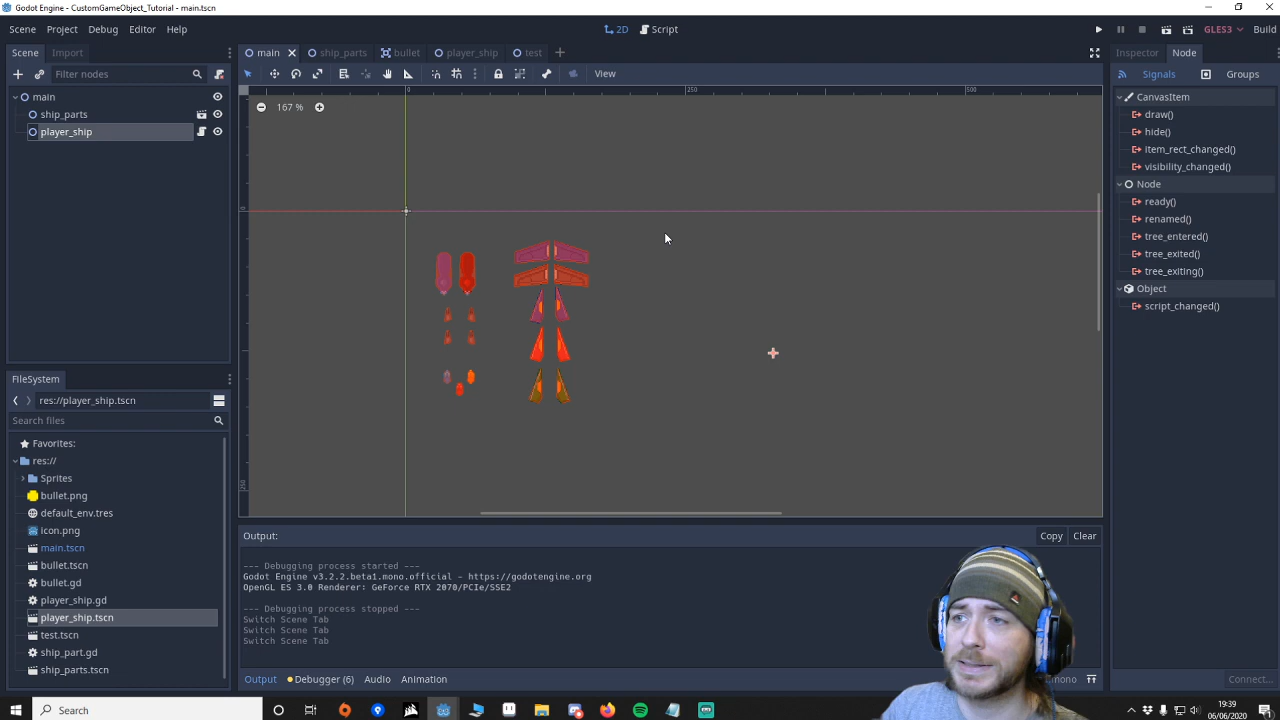 Godot Engine - CustomGameObject_Tutorial - main.tscn
Scene Project Debug Editor Help
2D Script
GLES3 Build
Scene Import
main ship_parts bullet player_ship test
Inspector Node
Filter nodes
View
Signals Groups
main
ship_parts
player_ship
167 %
0 250 500
0
250
CanvasItem
draw()
hide()
item_rect_changed()
visibility_changed()
Node
ready()
renamed()
tree_entered()
tree_exited()
tree_exiting()
Object
script_changed()
FileSystem
res://player_ship.tscn
Search files
Favorites:
res://
Sprites
bullet.png
default_env.tres
icon.png
main.tscn
bullet.tscn
bullet.gd
player_ship.gd
player_ship.tscn
test.tscn
ship_part.gd
ship_parts.tscn
Output:
Copy Clear
--- Debugging process started ---
Godot Engine v3.2.2.beta1.mono.official - https://godotengine.org
OpenGL ES 3.0 Renderer: GeForce RTX 2070/PCIe/SSE2
--- Debugging process stopped ---
Switch Scene Tab
Switch Scene Tab
Switch Scene Tab
Output Debugger (6) Audio Animation
mono
Connect...
Search
19:39
06/06/2020